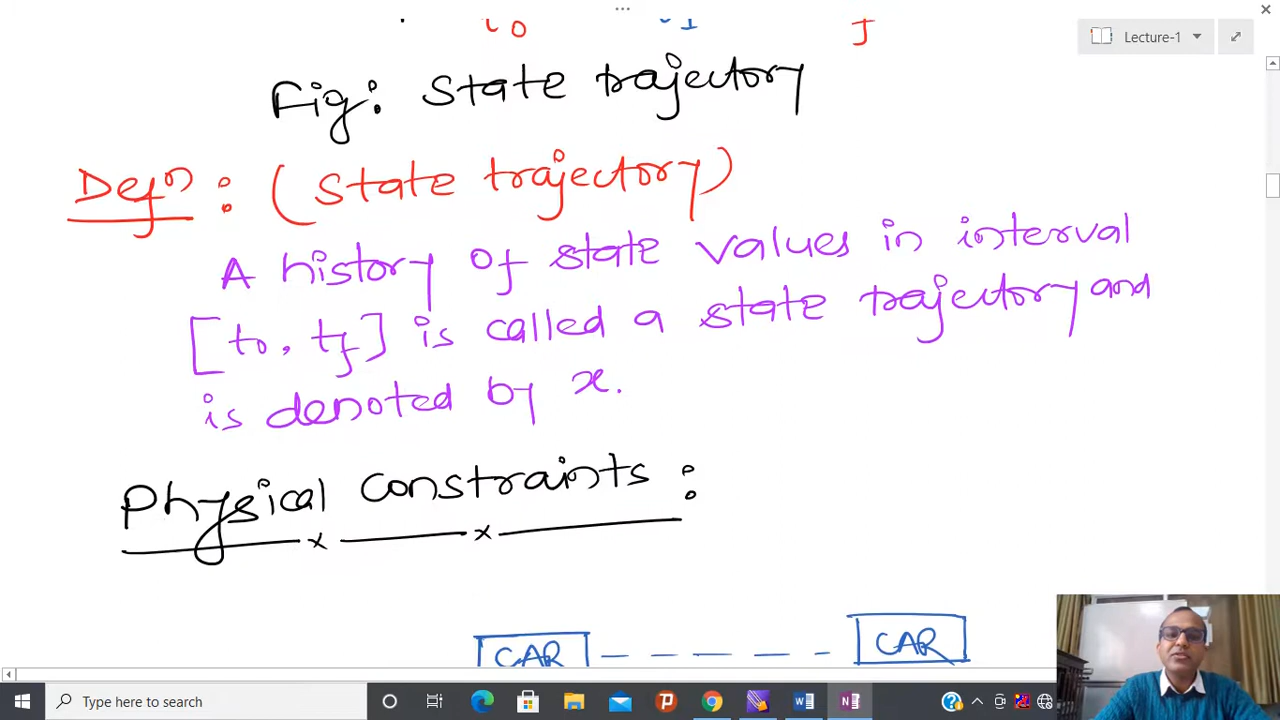 Lecture-1
Fig: State trajectory
Defn: (State trajectory)
A history of state values in interval
[t0, tf] is called a state trajectory and
is denoted by x.
Physical constraints:
CAR CAR
Type here to search